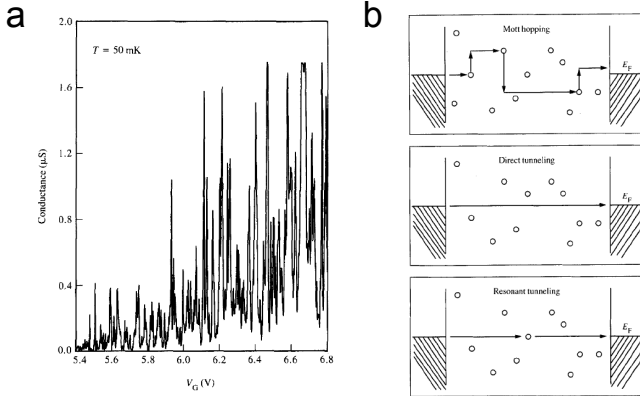 a
T = 50 mK
Conductance (μS)
1.6
1.2
0.8
0.4
0.0
5.4
5.6
5.8
6.0
6.2
6.4
6.6
6.8
V_G (V)
b
Mott hopping
E_F
Direct tunneling
E_F
Resonant tunneling
E_F